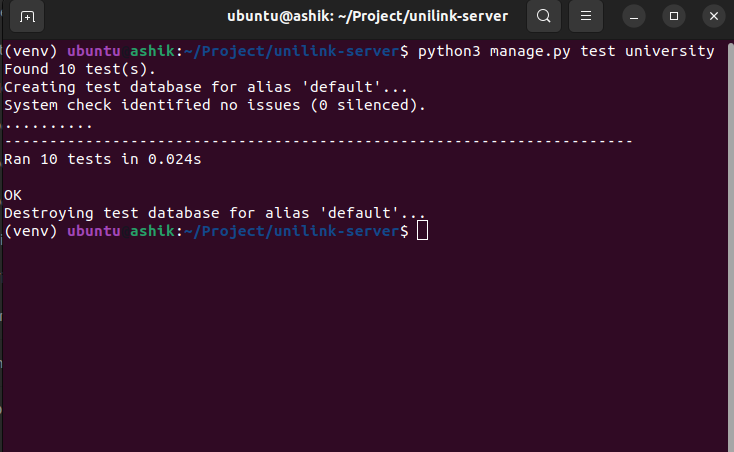 ubuntu@ashik: ~/Project/unilink-server
(venv) ubuntu ashik:~/Project/unilink-server$ python3 manage.py test university
Found 10 test(s).
Creating test database for alias 'default'...
System check identified no issues (0 silenced).
..........
----------------------------------------------------------------------
Ran 10 tests in 0.024s
OK
Destroying test database for alias 'default'...
(venv) ubuntu ashik:~/Project/unilink-server$